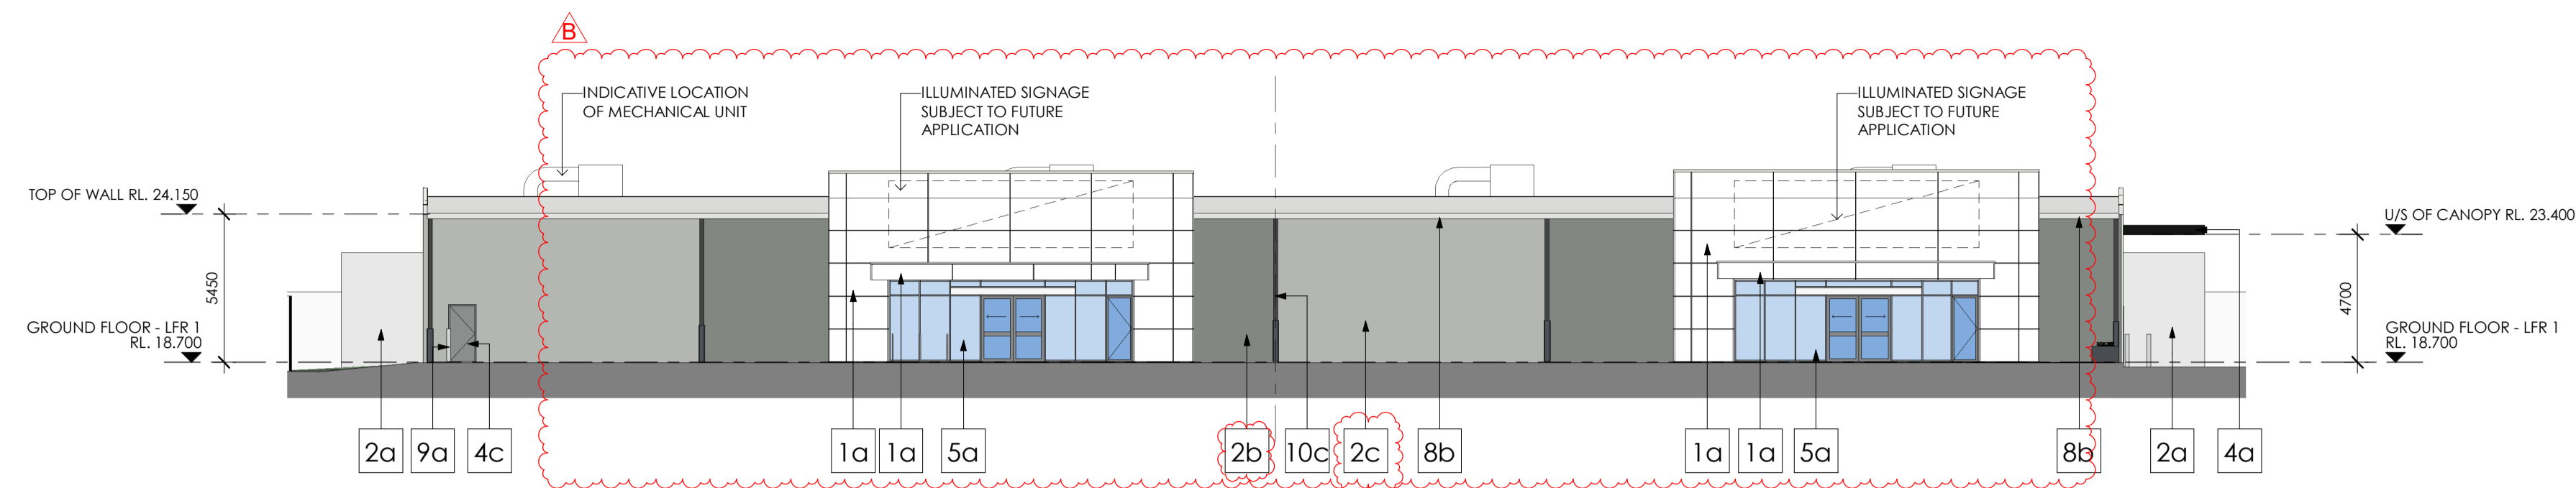 B
INDICATIVE LOCATION
OF MECHANICAL UNIT
ILLUMINATED SIGNAGE
SUBJECT TO FUTURE
APPLICATION
ILLUMINATED SIGNAGE
SUBJECT TO FUTURE
APPLICATION
TOP OF WALL RL. 24.150
U/S OF CANOPY RL. 23.400
5450
4700
GROUND FLOOR - LFR 1
RL. 18.700
GROUND FLOOR - LFR 1
RL. 18.700
2a 9a 4c 1a 1a 5a 2b 10c 2c 8b 1a 1a 5a 8b 2a 4a